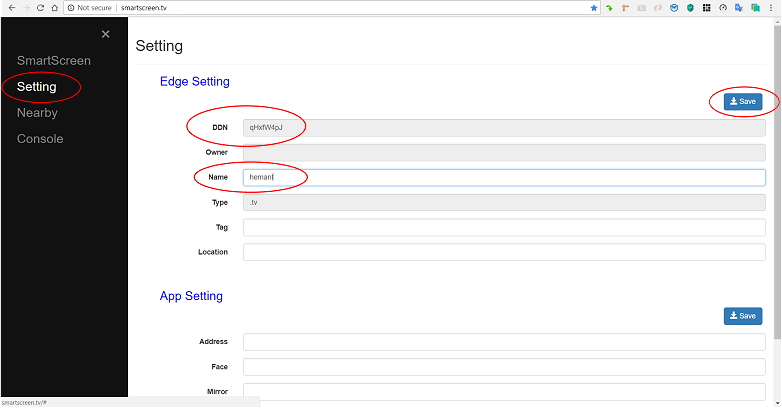 Not secure | smartscreen.tv
×
SmartScreen
Setting
Nearby
Console
Setting
Edge Setting
Save
DDN qHxfW4pJ
Owner
Name hemant
Type .tv
Tag
Location
App Setting
Save
Address
Face
Mirror
smartscreen.tv/#